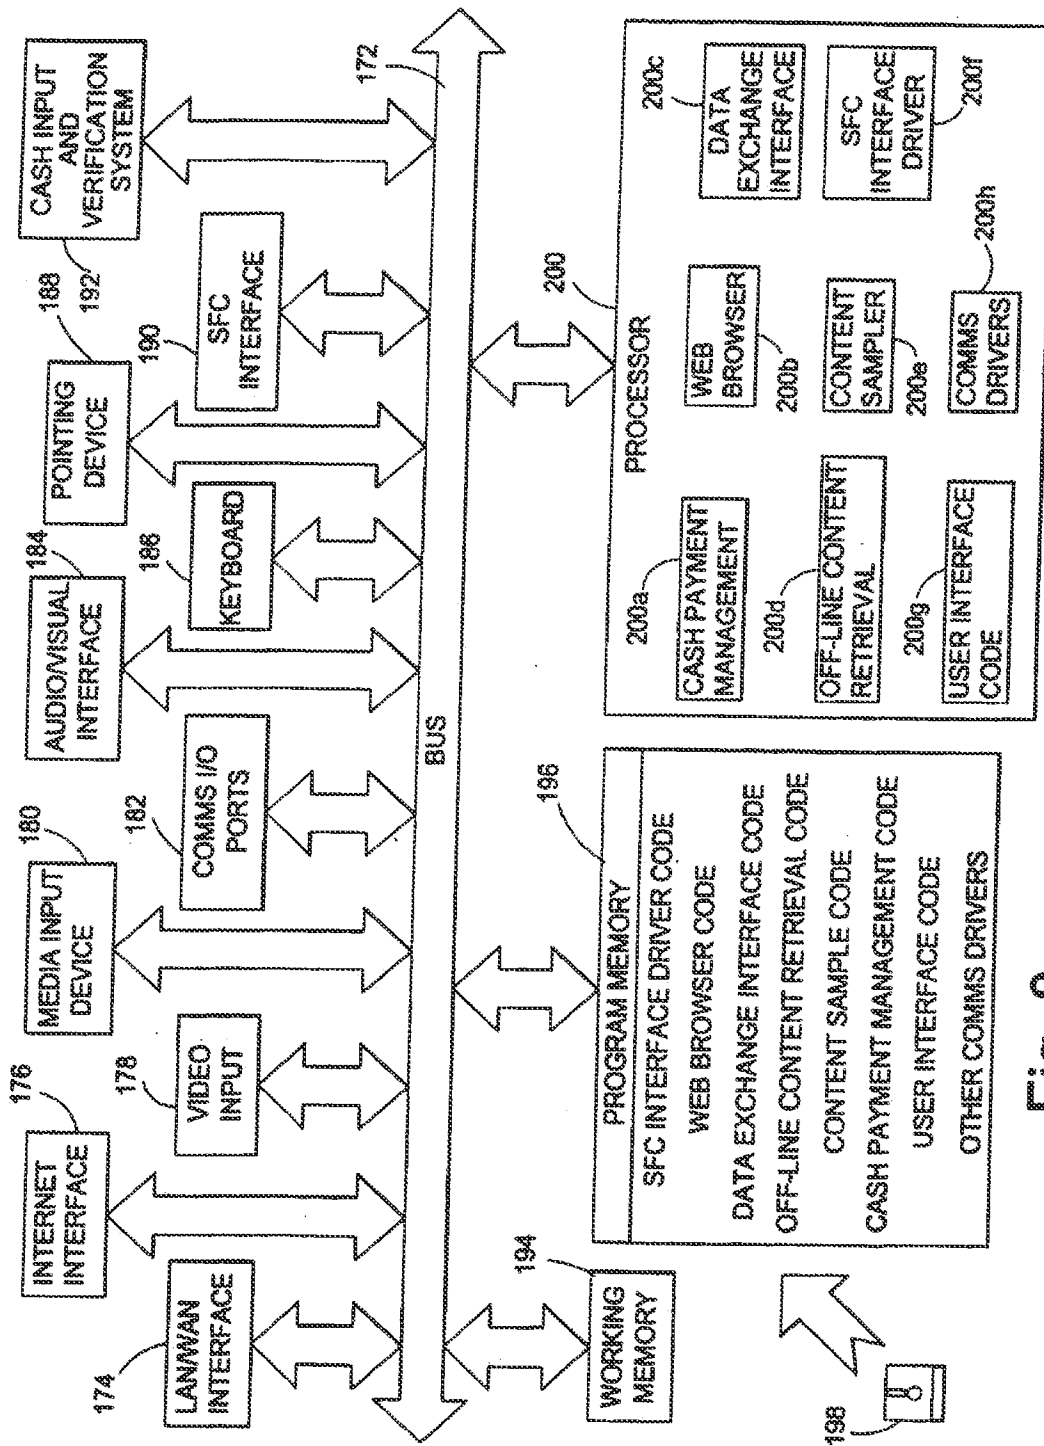 INTERNET
INTERFACE
176
MEDIA INPUT
DEVICE
180
AUDIO/VISUAL
INTERFACE
184
POINTING
DEVICE
188
CASH INPUT
AND
VERIFICATION
SYSTEM
192
174
LAN/WAN
INTERFACE
178
VIDEO
INPUT
182
COMMS I/O
PORTS
186
KEYBOARD
190
SFC
INTERFACE
172
BUS
194
WORKING
MEMORY
196
PROGRAM MEMORY
SFC INTERFACE DRIVER CODE
WEB BROWSER CODE
DATA EXCHANGE INTERFACE CODE
OFF-LINE CONTENT RETRIEVAL CODE
CONTENT SAMPLE CODE
CASH PAYMENT MANAGEMENT CODE
USER INTERFACE CODE
OTHER COMMS DRIVERS
198
200
PROCESSOR
200a
CASH PAYMENT
MANAGEMENT
WEB
BROWSER
200b
200c
DATA
EXCHANGE
INTERFACE
200d
OFF-LINE CONTENT
RETRIEVAL
CONTENT
SAMPLER
200e
SFC
INTERFACE
DRIVER
200f
200g
USER INTERFACE
CODE
COMMS
DRIVERS
200h
Fig.